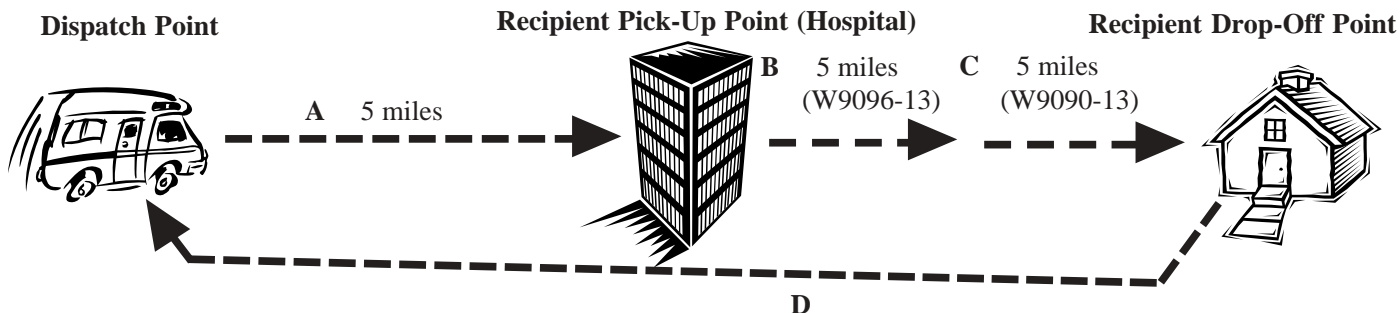 Dispatch Point
Recipient Pick-Up Point (Hospital)
Recipient Drop-Off Point
A 5 miles
B 5 miles
(W9096-13)
C 5 miles
(W9090-13)
D